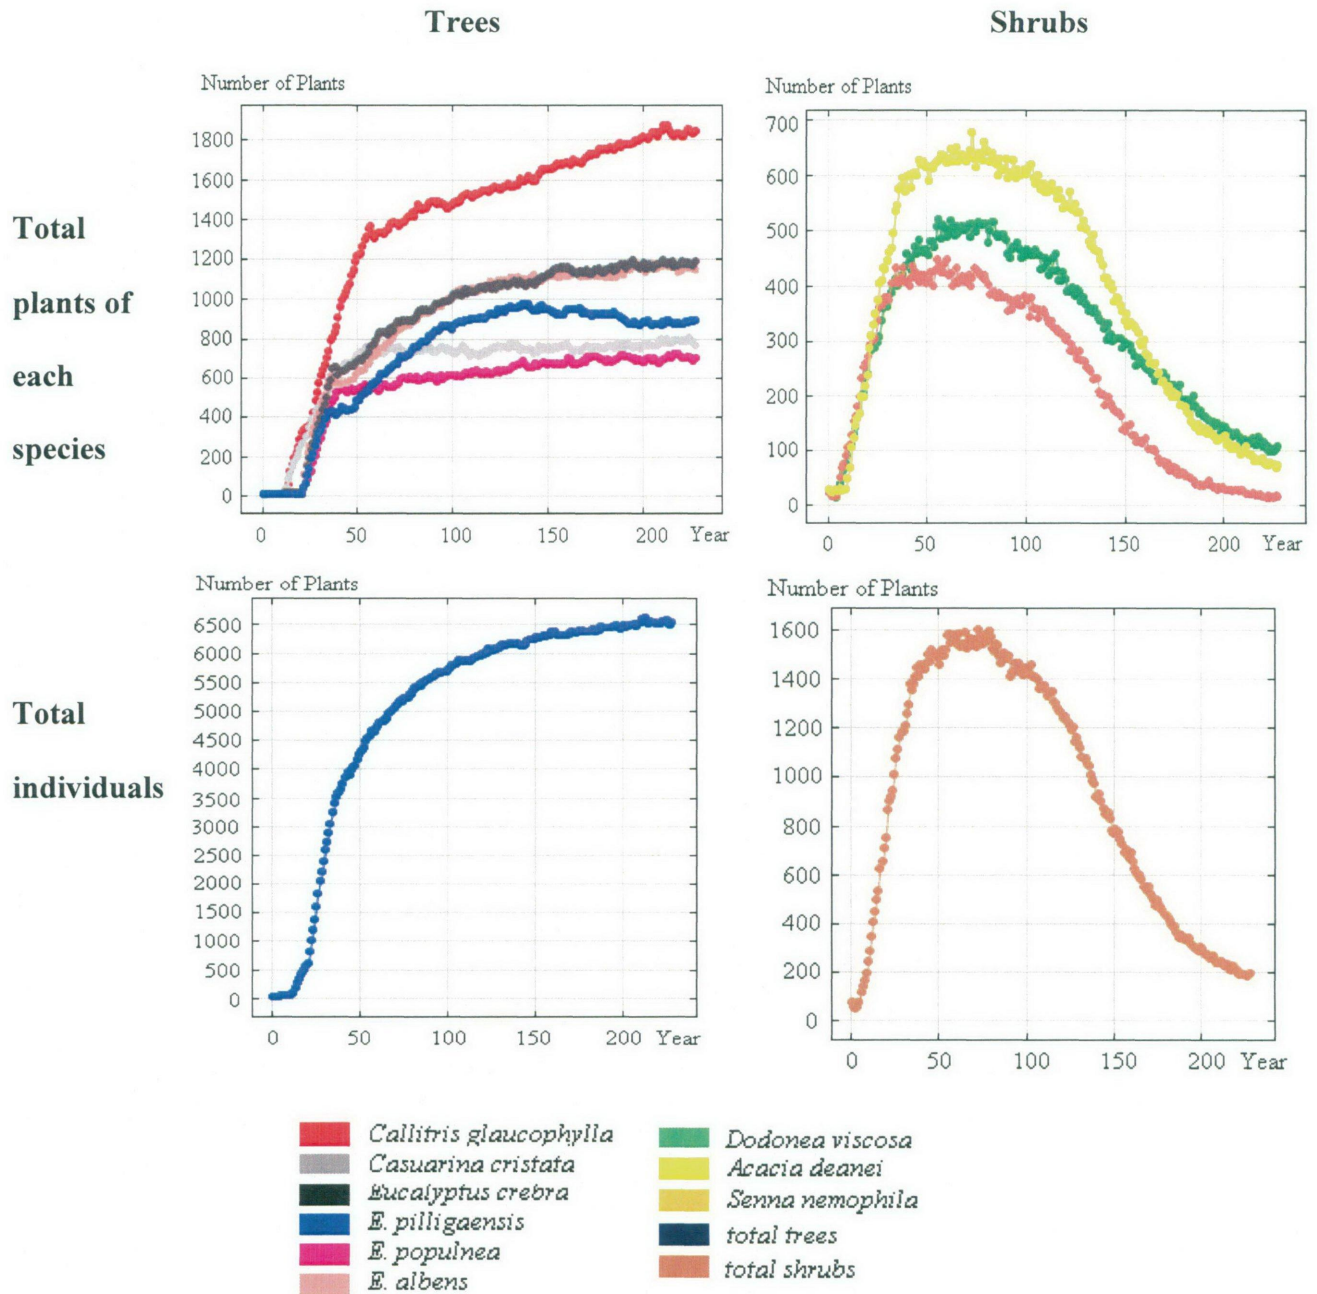 Trees
Shrubs
Number of Plants
1800
1600
1400
1200
1000
800
600
400
200
0
0 50 100 150 200 Year
Number of Plants
700
600
500
400
300
200
100
0
0 50 100 150 200 Year
Total
plants of
each
species
Number of Plants
6500
6000
5500
5000
4500
4000
3500
3000
2500
2000
1500
1000
500
0
0 50 100 150 200 Year
Number of Plants
1600
1400
1200
1000
800
600
400
200
0
0 50 100 150 200 Year
Total
individuals
Callitris glaucophylla
Casuarina cristata
Eucalyptus crebra
E. pilligaensis
E. populnea
E. albens
Dodonea viscosa
Acacia deanei
Senna nemophila
total trees
total shrubs